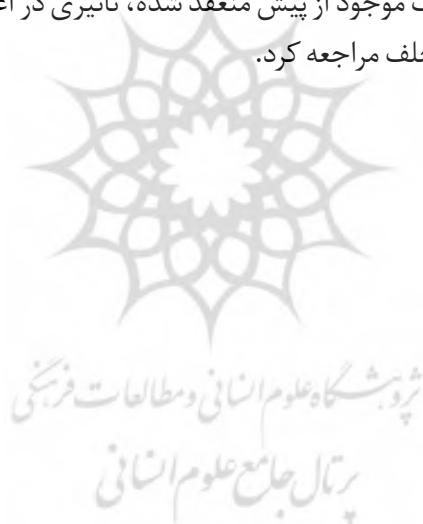 موجود از پیش منعقد شده، تأثیری در
خلف مراجعه کرد.
پژوهشگاه علوم انسانی و مطالعات فرهنگی
پرتال جامع علوم انسانی